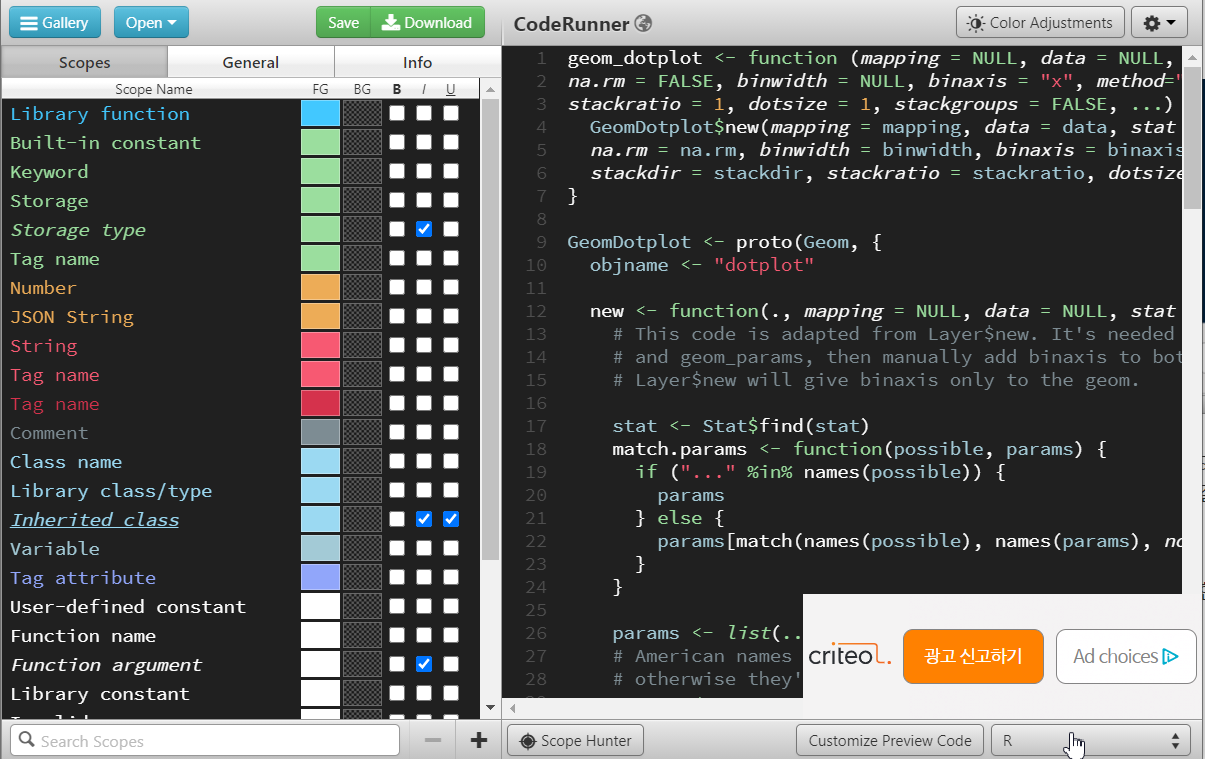 Gallery
Open
Save
Download
CodeRunner
Color Adjustments
Scopes
General
Info
Scope Name
FG
BG
B
I
U
Library function
Built-in constant
Keyword
Storage
Storage type
Tag name
Number
JSON String
String
Tag name
Tag name
Comment
Class name
Library class/type
Inherited class
Variable
Tag attribute
User-defined constant
Function name
Function argument
Library constant
Search Scopes
1 geom_dotplot <- function (mapping = NULL, data = NULL,
2 na.rm = FALSE, binwidth = NULL, binaxis = "x", method="
3 stackratio = 1, dotsize = 1, stackgroups = FALSE, ...)
4 GeomDotplot$new(mapping = mapping, data = data, stat
5 na.rm = na.rm, binwidth = binwidth, binaxis = binaxis
6 stackdir = stackdir, stackratio = stackratio, dotsize
7 }
8
9 GeomDotplot <- proto(Geom, {
10 objname <- "dotplot"
11
12 new <- function(., mapping = NULL, data = NULL, stat
13 # This code is adapted from Layer$new. It's needed
14 # and geom_params, then manually add binaxis to bot
15 # Layer$new will give binaxis only to the geom.
16
17 stat <- Stat$find(stat)
18 match.params <- function(possible, params) {
19 if ("..." %in% names(possible)) {
20 params
21 } else {
22 params[match(names(possible), names(params), no
23 }
24 }
25
26 params <- list(..
27 # American names
28 # otherwise they'
criteo
광고 신고하기
Ad choices
Scope Hunter
Customize Preview Code
R